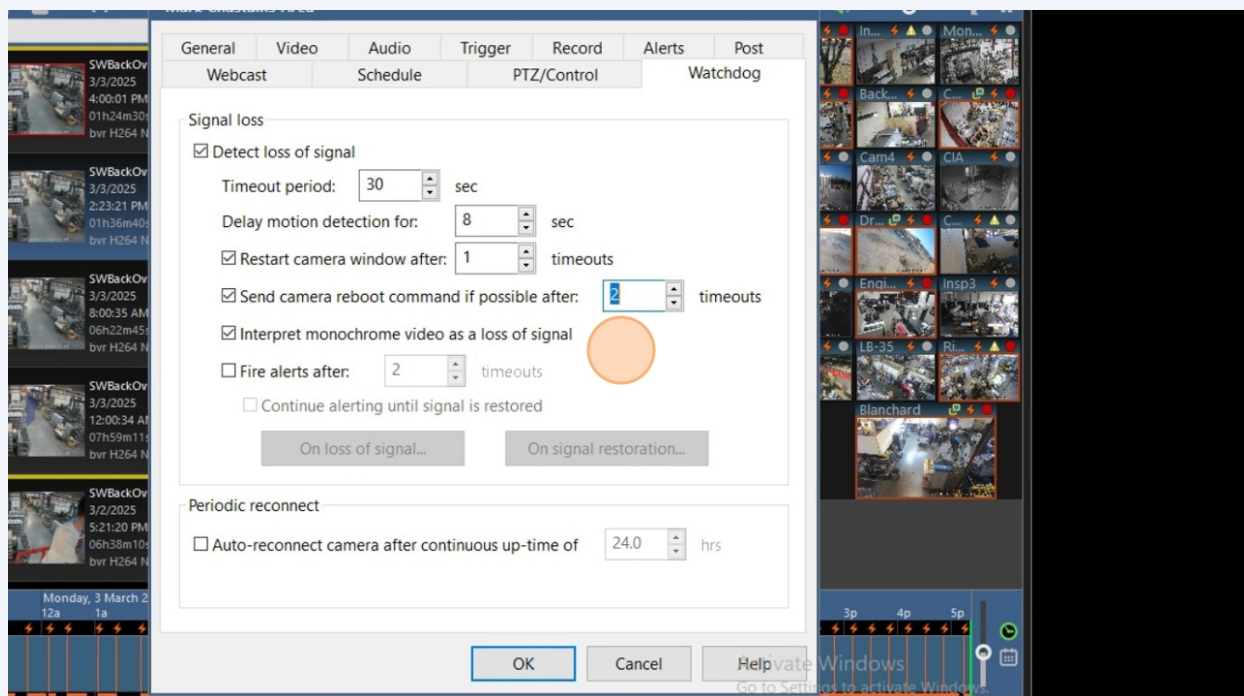 General Video Audio Trigger Record Alerts Post
Webcast Schedule PTZ/Control Watchdog
Signal loss
Detect loss of signal
Timeout period: 30 sec
Delay motion detection for: 8 sec
Restart camera window after: 1 timeouts
Send camera reboot command if possible after: 2 timeouts
Interpret monochrome video as a loss of signal
Fire alerts after: 2 timeouts
Continue alerting until signal is restored
On loss of signal... On signal restoration...
Periodic reconnect
Auto-reconnect camera after continuous up-time of 24.0 hrs
OK Cancel Help
SWBackOv
3/3/2025
4:00:01 PM
01h24m30s
bvr H264 N
SWBackOv
3/3/2025
2:23:21 PM
01h36m40s
bvr H264 N
SWBackOv
3/3/2025
8:00:35 AM
06h22m45s
bvr H264 N
SWBackOv
3/3/2025
12:00:34 AM
07h59m11s
bvr H264 N
SWBackOv
3/2/2025
5:21:20 PM
06h38m10s
bvr H264 N
Monday, 3 March 2
12a 1a
In... Mon...
Back... C...
Cam4 CIA
Dr... C...
Engi... Insp3
LB-35 Ri...
Blanchard
3p 4p 5p
Activate Windows
Go to Settings to activate Windows.